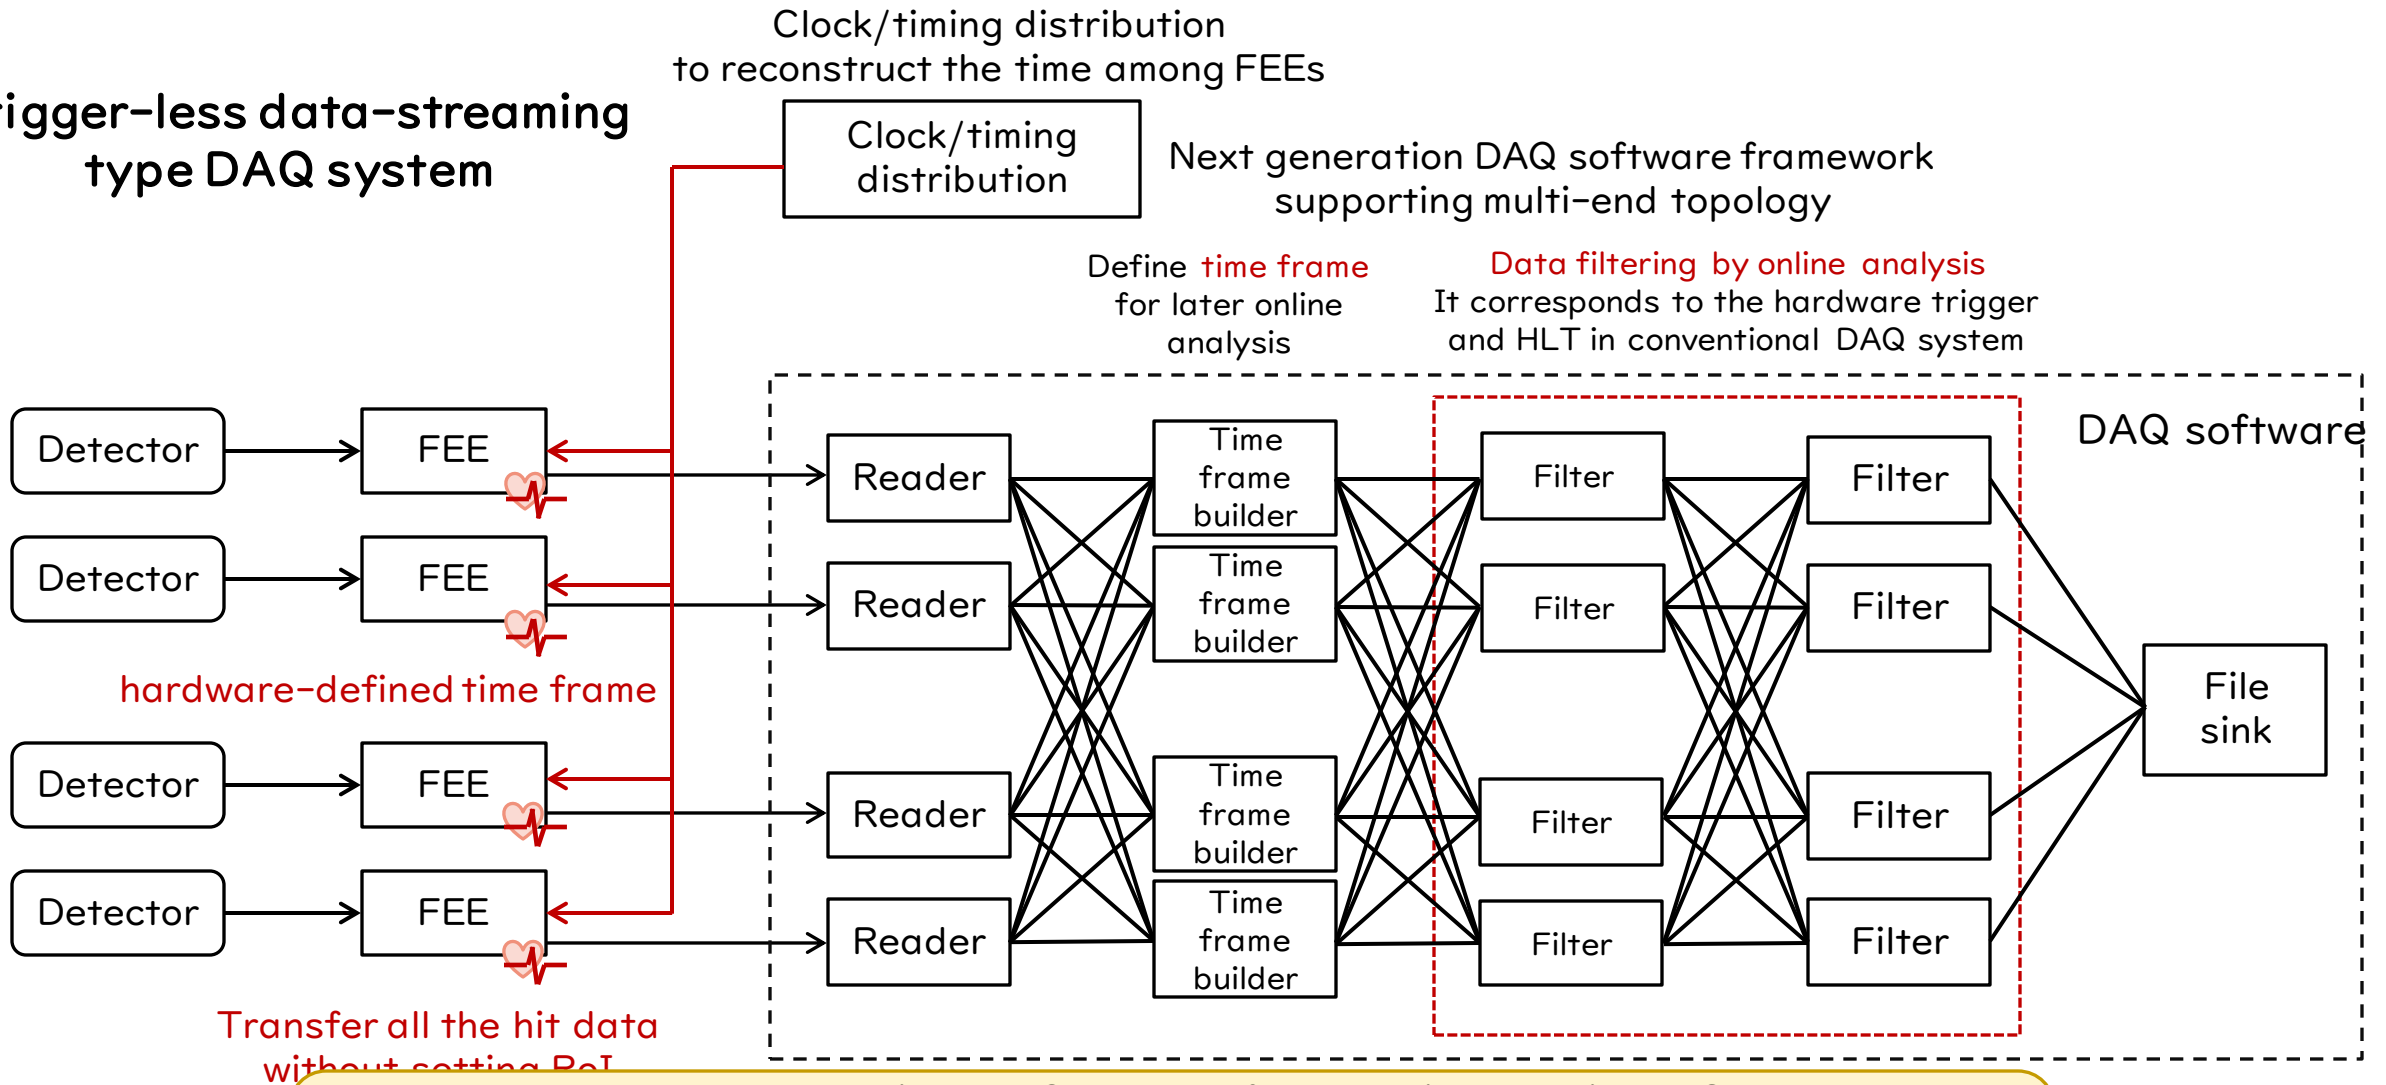 Clock/timing distribution
to reconstruct the time among FEEs
rigger-less data-streaming
type DAQ system
Clock/timing
distribution
Next generation DAQ software framework
supporting multi-end topology
Define time frame
for later online
analysis
Data filtering by online analysis
It corresponds to the hardware trigger
and HLT in conventional DAQ system
DAQ software
Detector
FEE
Reader
Time
frame
builder
Filter
Filter
Detector
FEE
Reader
Time
frame
builder
Filter
Filter
hardware-defined time frame
File
sink
Detector
FEE
Reader
Time
frame
builder
Filter
Filter
Detector
FEE
Reader
Time
frame
builder
Filter
Filter
Transfer all the hit data
without setting RoI